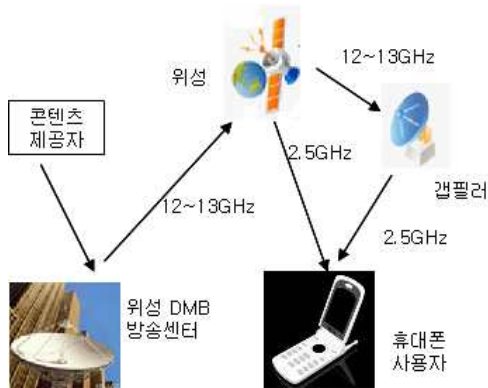 위성
12~13GHz
콘텐츠
제공자
2.5GHz
갭필러
12~13GHz
2.5GHz
위성 DMB
방송센터
휴대폰
사용자